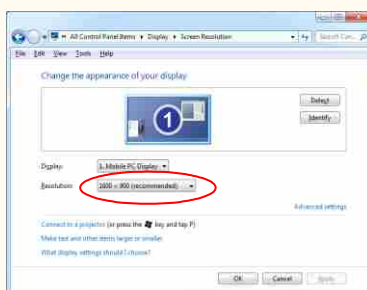 All Control Panel Items ▸ Display ▸ Screen Resolution
File Edit View Tools Help
Change the appearance of your display
1
Detect
Identify
Display: 1. Mobile PC Display
Resolution: 1600 × 900 (recommended)
Advanced settings
Connect to a projector (or press the key and tap P)
Make text and other items larger or smaller
What display settings should I choose?
OK Cancel Apply